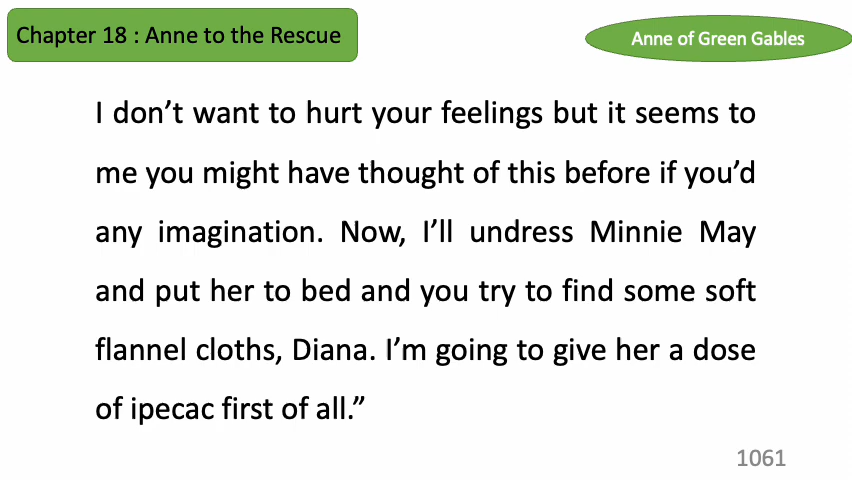 Chapter 18 : Anne to the Rescue
Anne of Green Gables
I don’t want to hurt your feelings but it seems to
me you might have thought of this before if you’d
any imagination. Now, I’ll undress Minnie May
and put her to bed and you try to find some soft
flannel cloths, Diana. I’m going to give her a dose
of ipecac first of all.”
1061